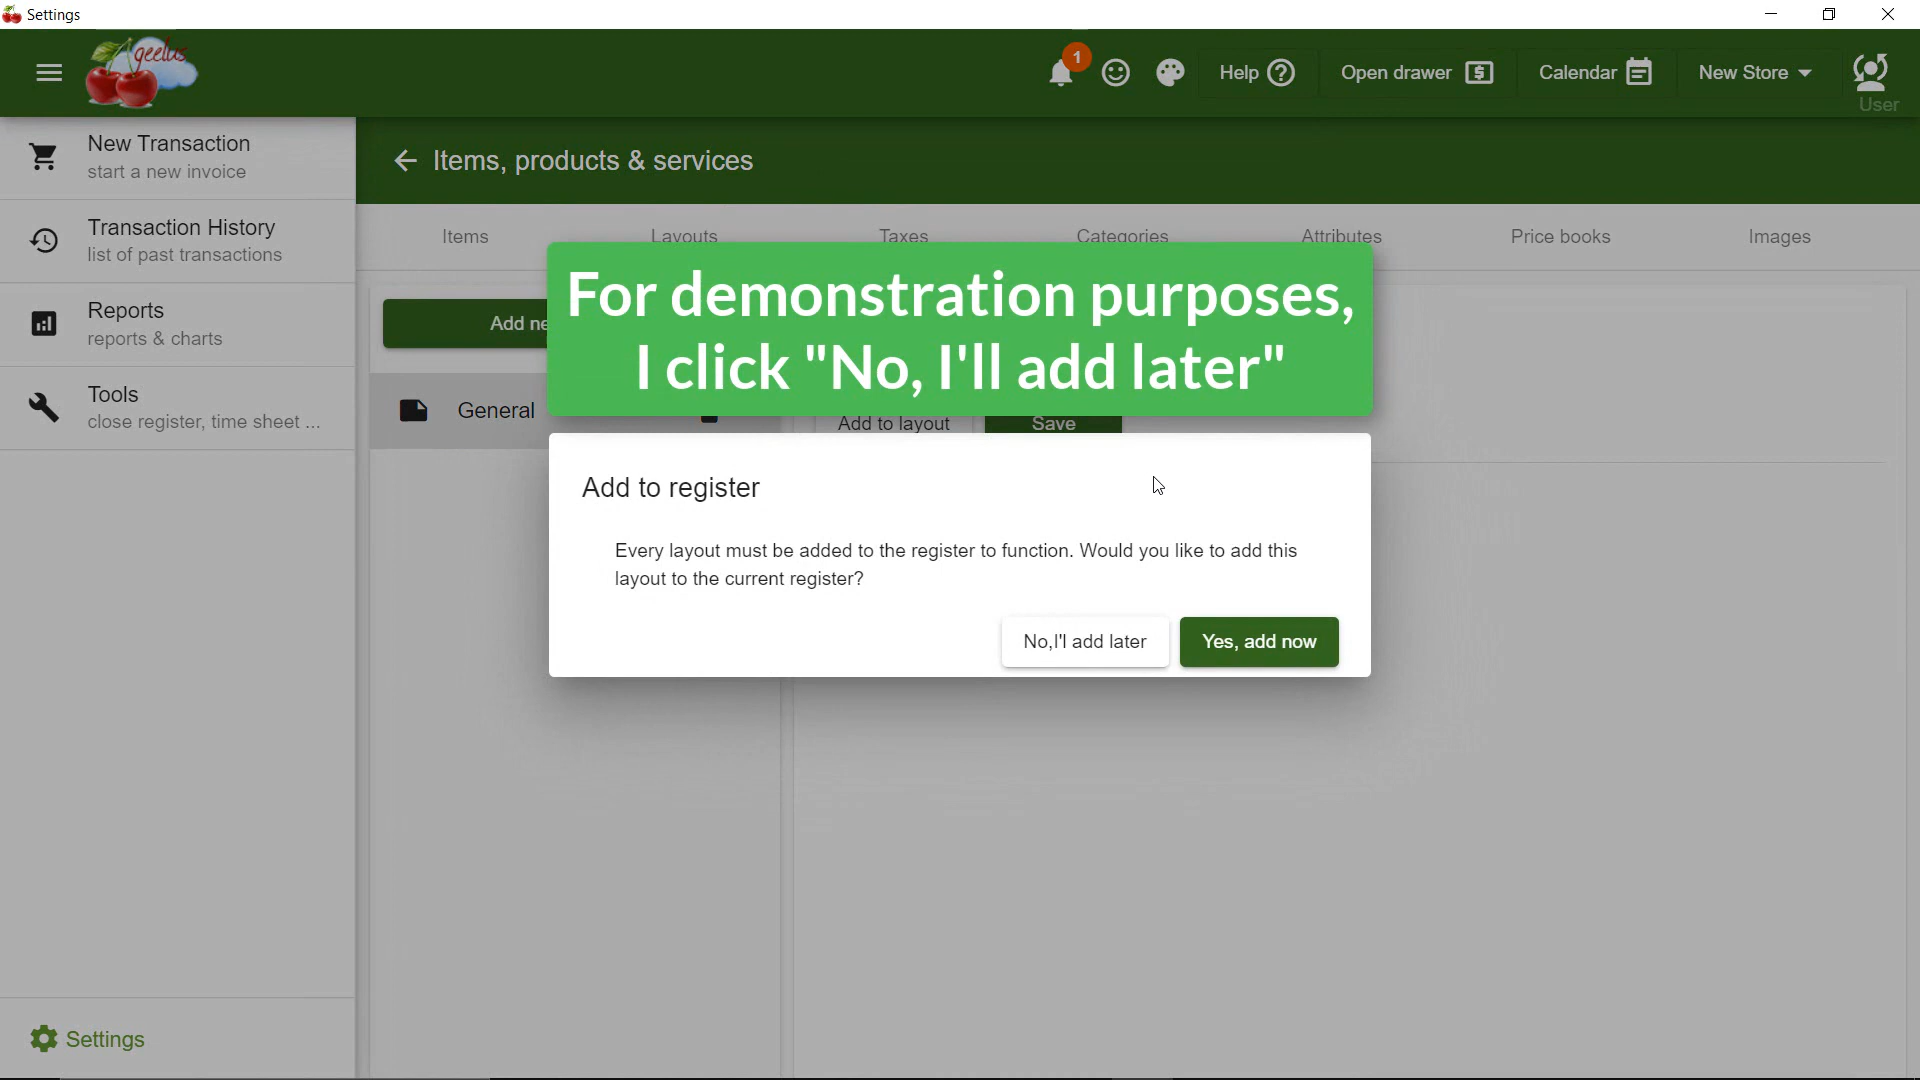 Settings
geelus
1
Help
Open drawer
Calendar
New Store
User
New Transaction
start a new invoice
Transaction History
list of past transactions
Reports
reports & charts
Tools
close register, time sheet ...
Settings
Items, products & services
Items
Layouts
Taxes
Categories
Attributes
Price books
Images
Add ne
General
For demonstration purposes,
I click "No, I'll add later"
Add to layout
Save
Add to register
Every layout must be added to the register to function. Would you like to add this
layout to the current register?
No,I'l add later
Yes, add now